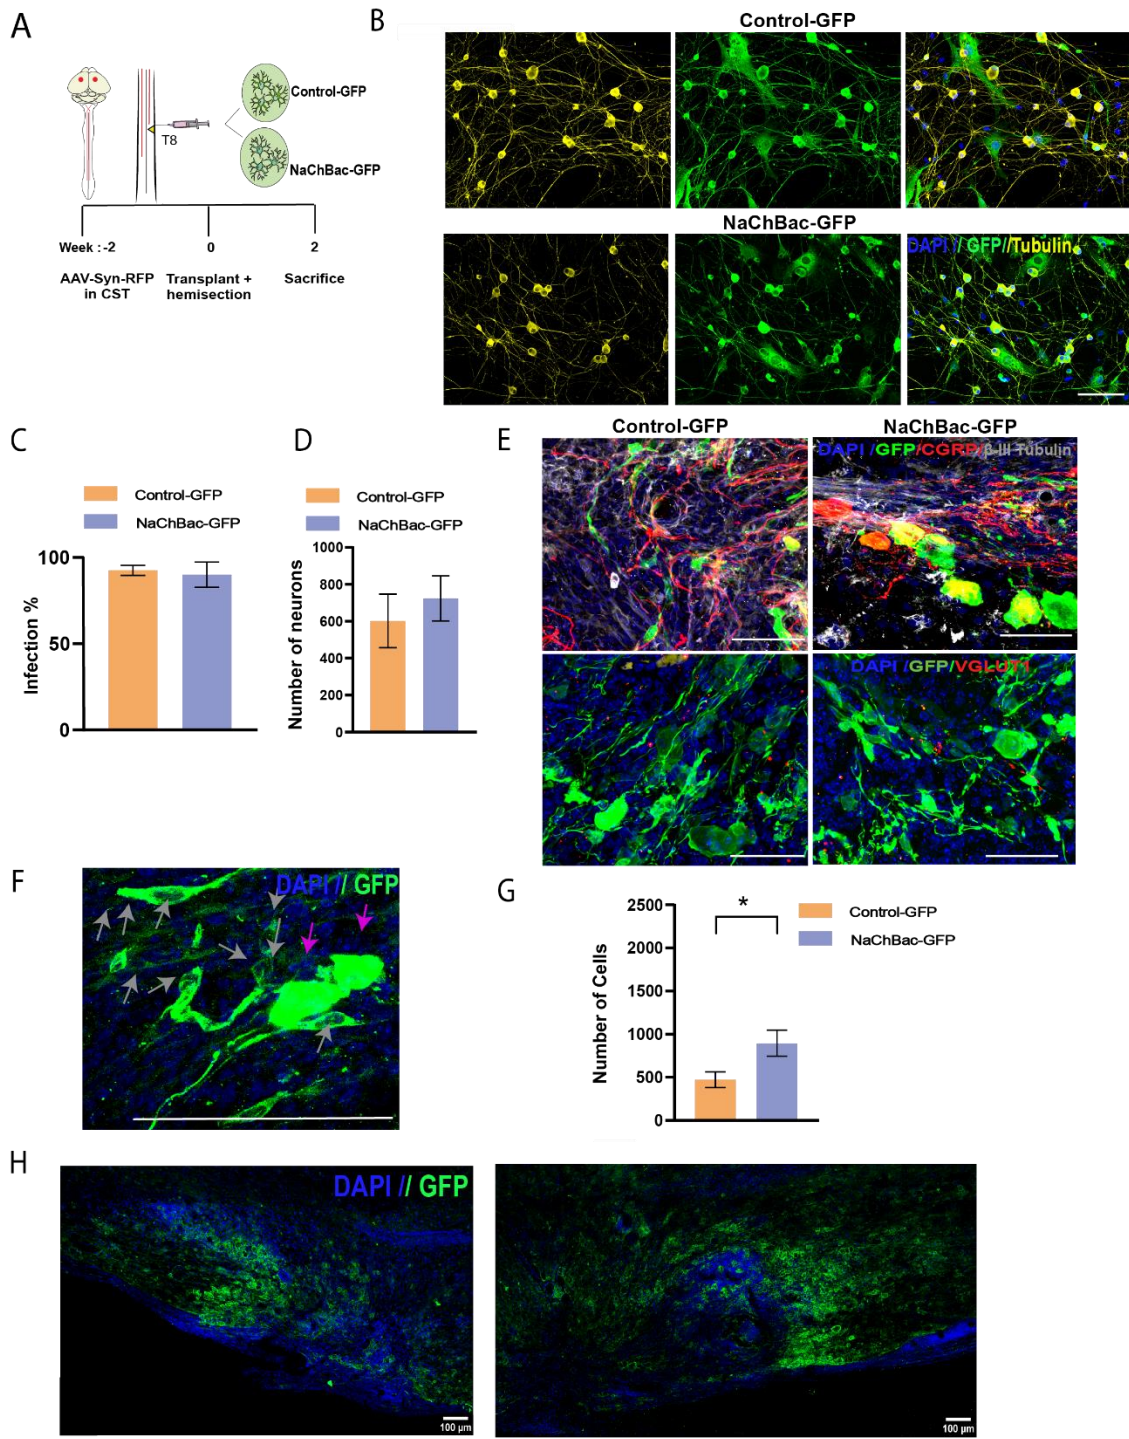 A
Control-GFP
T8
NaChBac-GFP
Week : -2
0
2
AAV-Syn-RFP
in CST
Transplant +
hemisection
Sacrifice
B
Control-GFP
NaChBac-GFP
DAPI // GFP//Tubulin
C
Control-GFP
NaChBac-GFP
Infection %
100
50
0
D
Control-GFP
NaChBac-GFP
Number of neurons
1000
800
600
400
200
0
E
Control-GFP
NaChBac-GFP
DAPI /GFP/CGRP/β-III Tubulin
DAPI /GFP/VGLUT1
F
DAPI // GFP
G
Number of Cells
2500
2000
1500
1000
500
0
*
Control-GFP
NaChBac-GFP
H
DAPI // GFP
100 µm
100 µm